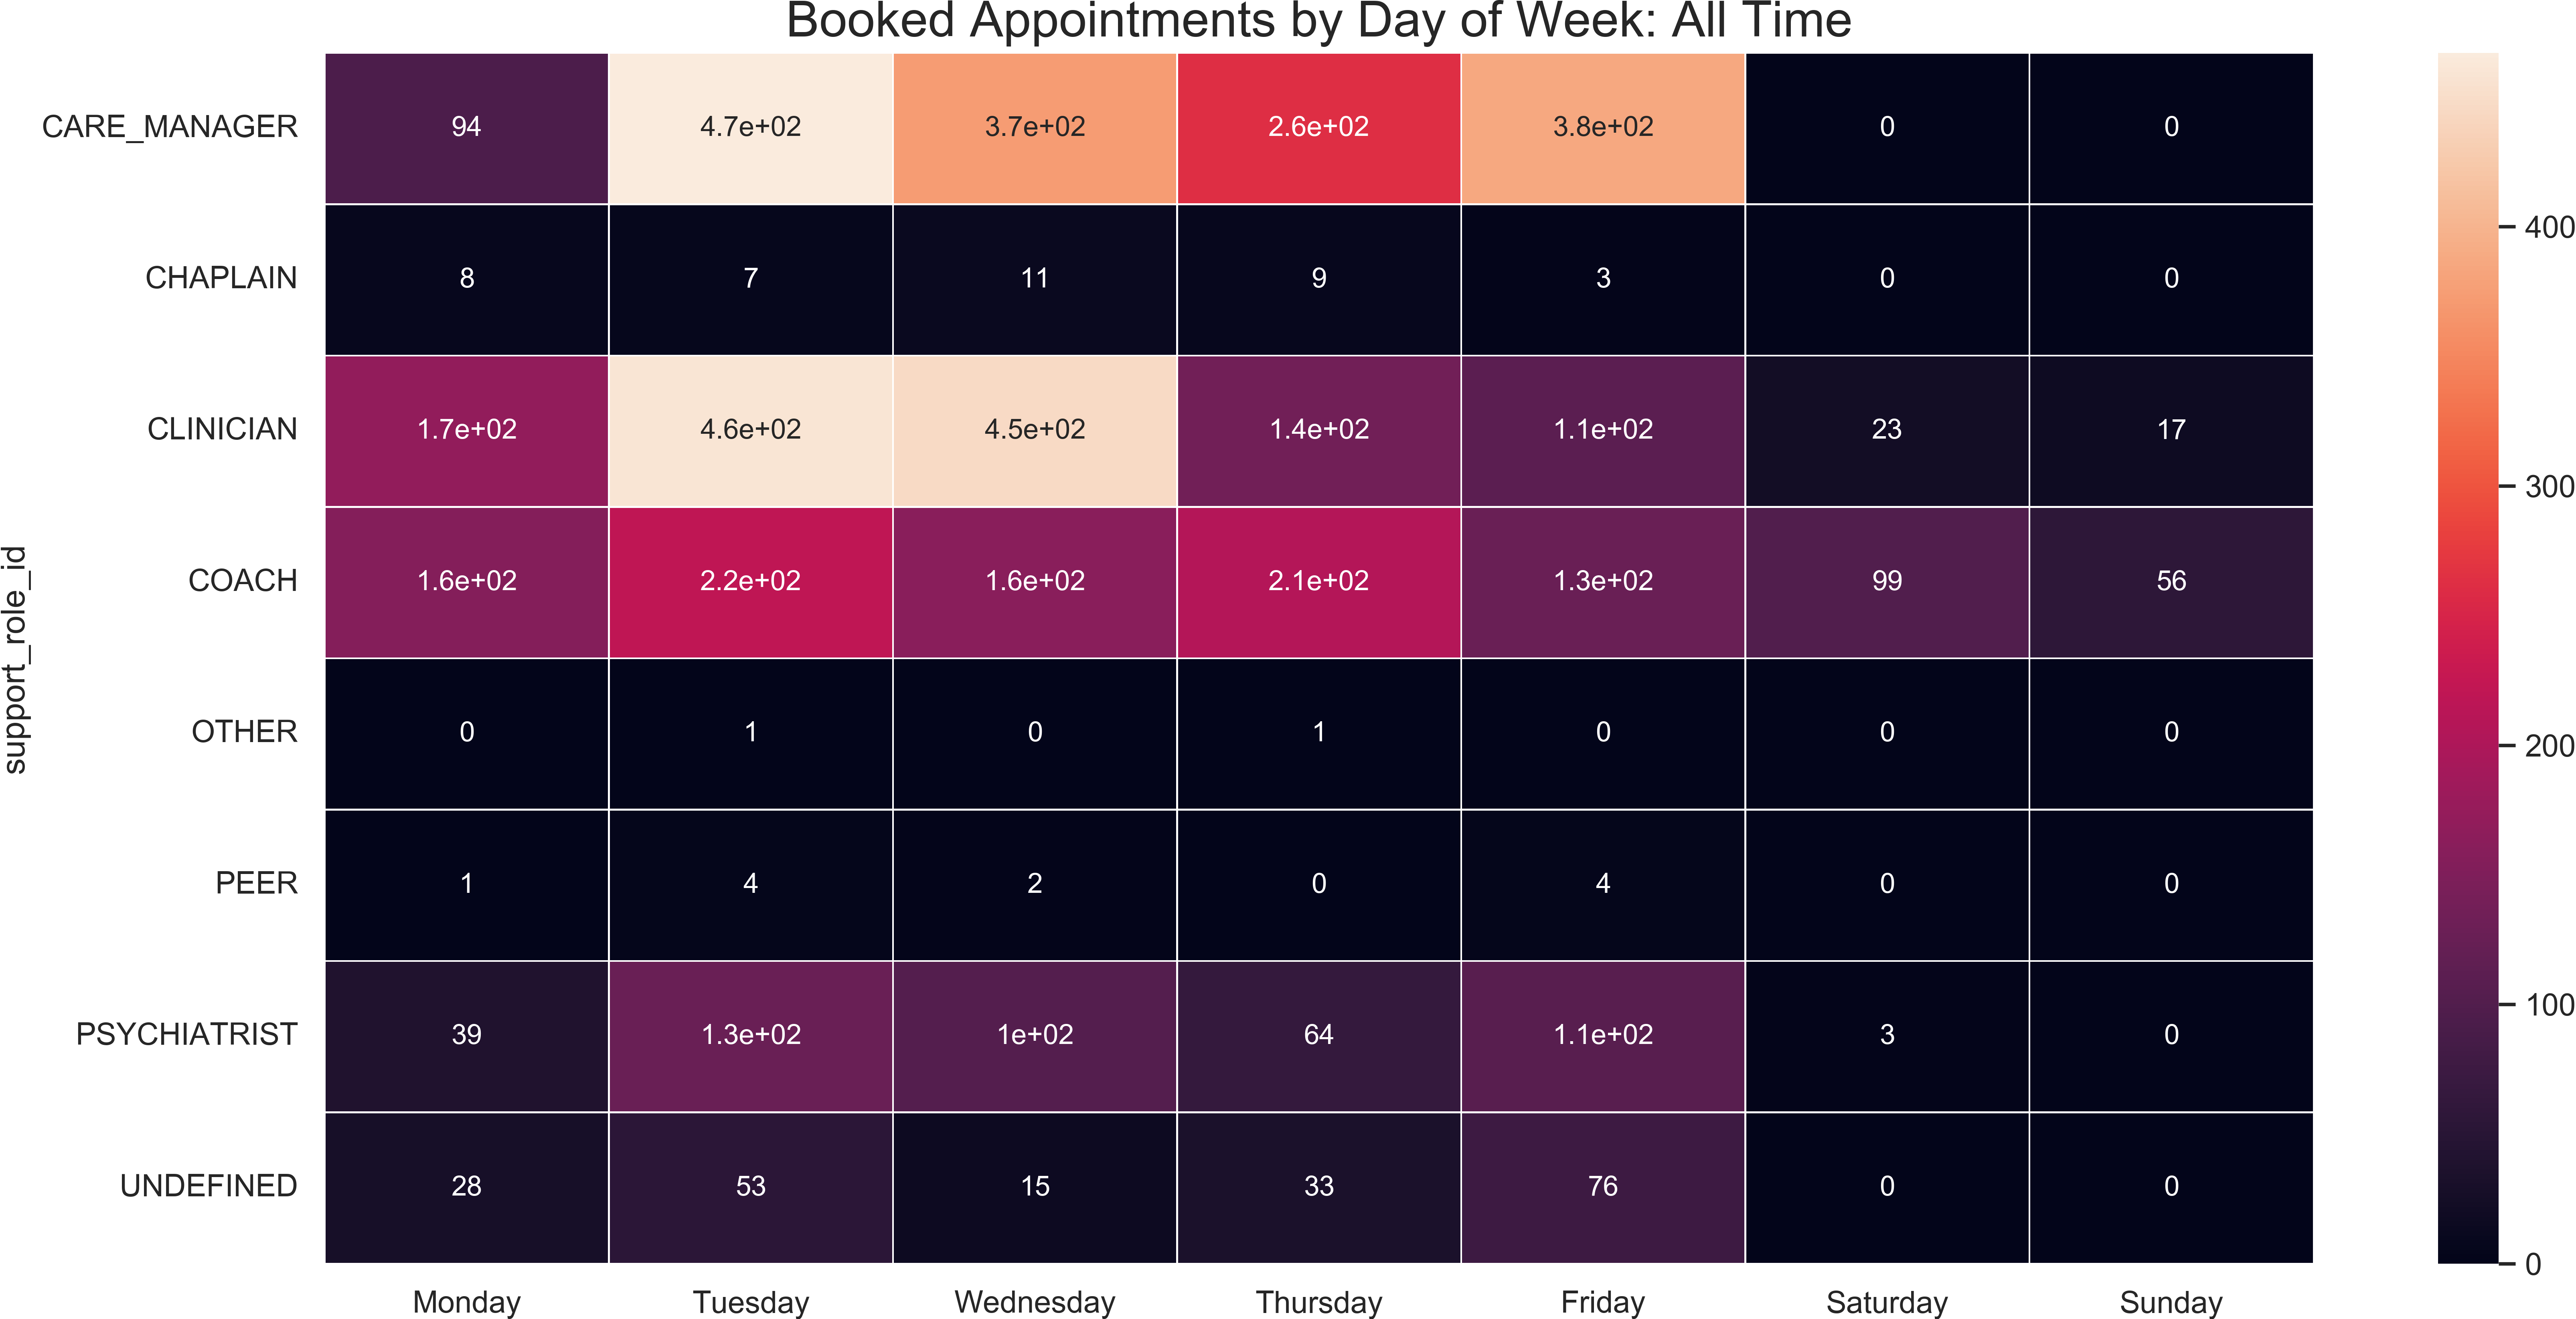 Booked Appointments by Day of Week: All Time
support_role_id
CARE_MANAGER 94 4.7e+02 3.7e+02 2.6e+02 3.8e+02 0 0
CHAPLAIN 8 7 11 9 3 0 0
CLINICIAN 1.7e+02 4.6e+02 4.5e+02 1.4e+02 1.1e+02 23 17
COACH 1.6e+02 2.2e+02 1.6e+02 2.1e+02 1.3e+02 99 56
OTHER 0 1 0 1 0 0 0
PEER 1 4 2 0 4 0 0
PSYCHIATRIST 39 1.3e+02 1e+02 64 1.1e+02 3 0
UNDEFINED 28 53 15 33 76 0 0
Monday Tuesday Wednesday Thursday Friday Saturday Sunday
400
300
200
100
0